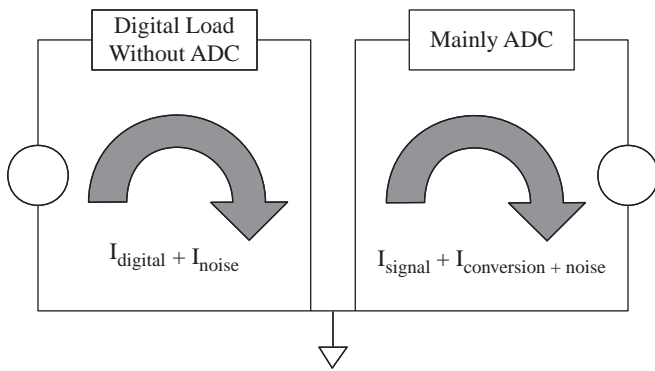 Digital Load
Without ADC
Mainly ADC
I_digital + I_noise
I_signal + I_conversion + noise